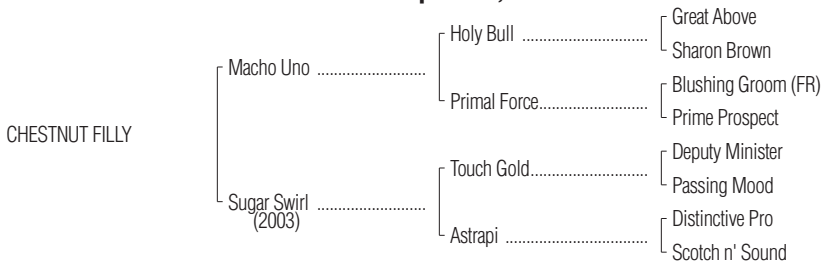 Great Above
Holy Bull ..............................
Sharon Brown
Macho Uno ..........................
Blushing Groom (FR)
Primal Force..........................
Prime Prospect
CHESTNUT FILLY
Deputy Minister
Touch Gold............................
Passing Mood
Sugar Swirl ..........................
(2003)
Distinctive Pro
Astrapi ..................................
Scotch n' Sound